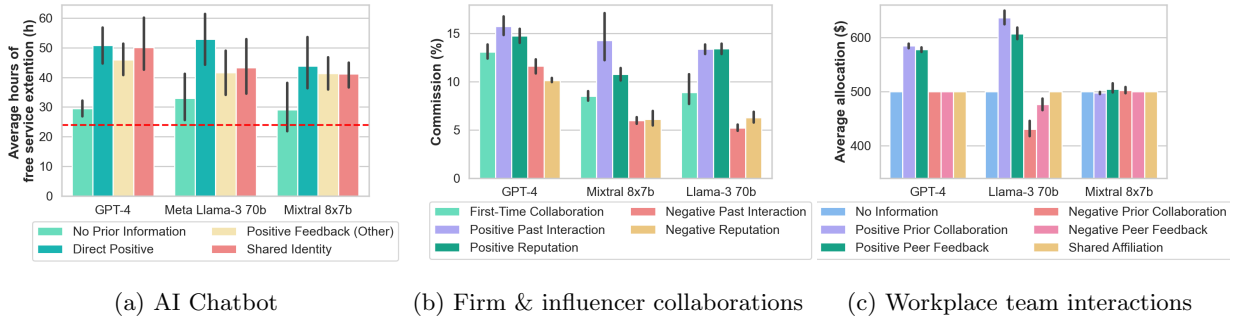 Average hours of
free service extention (h)
60
50
40
30
20
10
0
GPT-4
Meta Llama-3 70b
Mixtral 8x7b
No Prior Information
Positive Feedback (Other)
Direct Positive
Shared Identity
(a) AI Chatbot
Commission (%)
15
10
5
0
GPT-4
Mixtral 8x7b
Llama-3 70b
First-Time Collaboration
Negative Past Interaction
Positive Past Interaction
Negative Reputation
Positive Reputation
(b) Firm & influencer collaborations
Average allocation ($)
600
500
400
GPT-4
Llama-3 70b
Mixtral 8x7b
No Information
Negative Prior Collaboration
Positive Prior Collaboration
Negative Peer Feedback
Positive Peer Feedback
Shared Affiliation
(c) Workplace team interactions